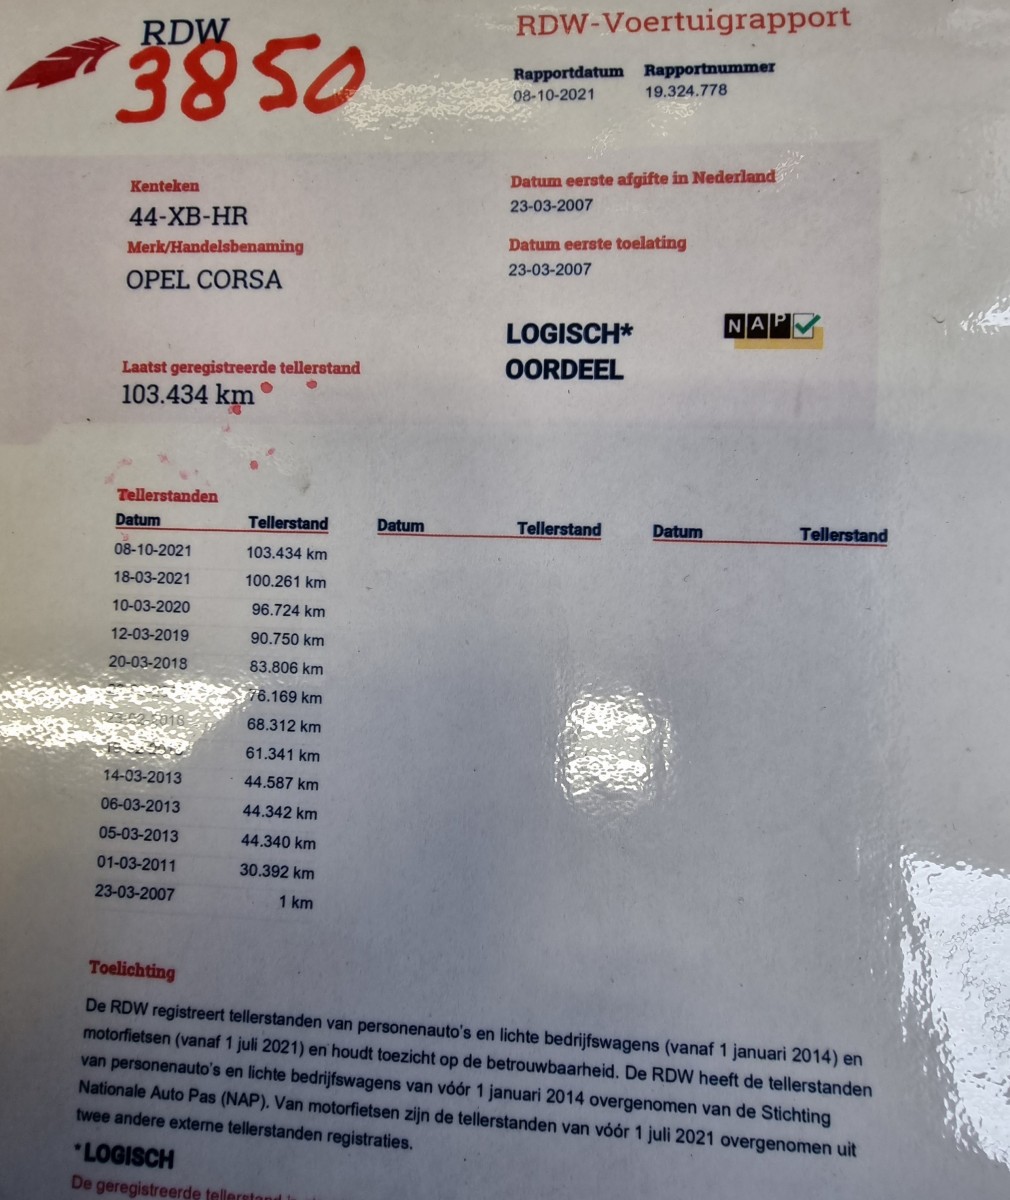 RDW
3850
RDW-Voertuigrapport
Rapportdatum Rapportnummer
08-10-2021 19.324.778
Kenteken
44-XB-HR
Merk/Handelsbenaming
OPEL CORSA
Datum eerste afgifte in Nederland
23-03-2007
Datum eerste toelating
23-03-2007
Laatst geregistreerde tellerstand
103.434 km
LOGISCH*
OORDEEL
NAP
Tellerstanden
Datum Tellerstand Datum Tellerstand Datum Tellerstand
08-10-2021 103.434 km
18-03-2021 100.261 km
10-03-2020 96.724 km
12-03-2019 90.750 km
20-03-2018 83.806 km
76.169 km
68.312 km
61.341 km
14-03-2013 44.587 km
06-03-2013 44.342 km
05-03-2013 44.340 km
01-03-2011 30.392 km
23-03-2007 1 km
Toelichting
De RDW registreert tellerstanden van personenauto's en lichte bedrijfswagens (vanaf 1 januari 2014) en
motorfietsen (vanaf 1 juli 2021) en houdt toezicht op de betrouwbaarheid. De RDW heeft de tellerstanden
van personenauto's en lichte bedrijfswagens van vóór 1 januari 2014 overgenomen van de Stichting
Nationale Auto Pas (NAP). Van motorfietsen zijn de tellerstanden van vóór 1 juli 2021 overgenomen uit
twee andere externe tellerstanden registraties.
*LOGISCH
De geregistreerde